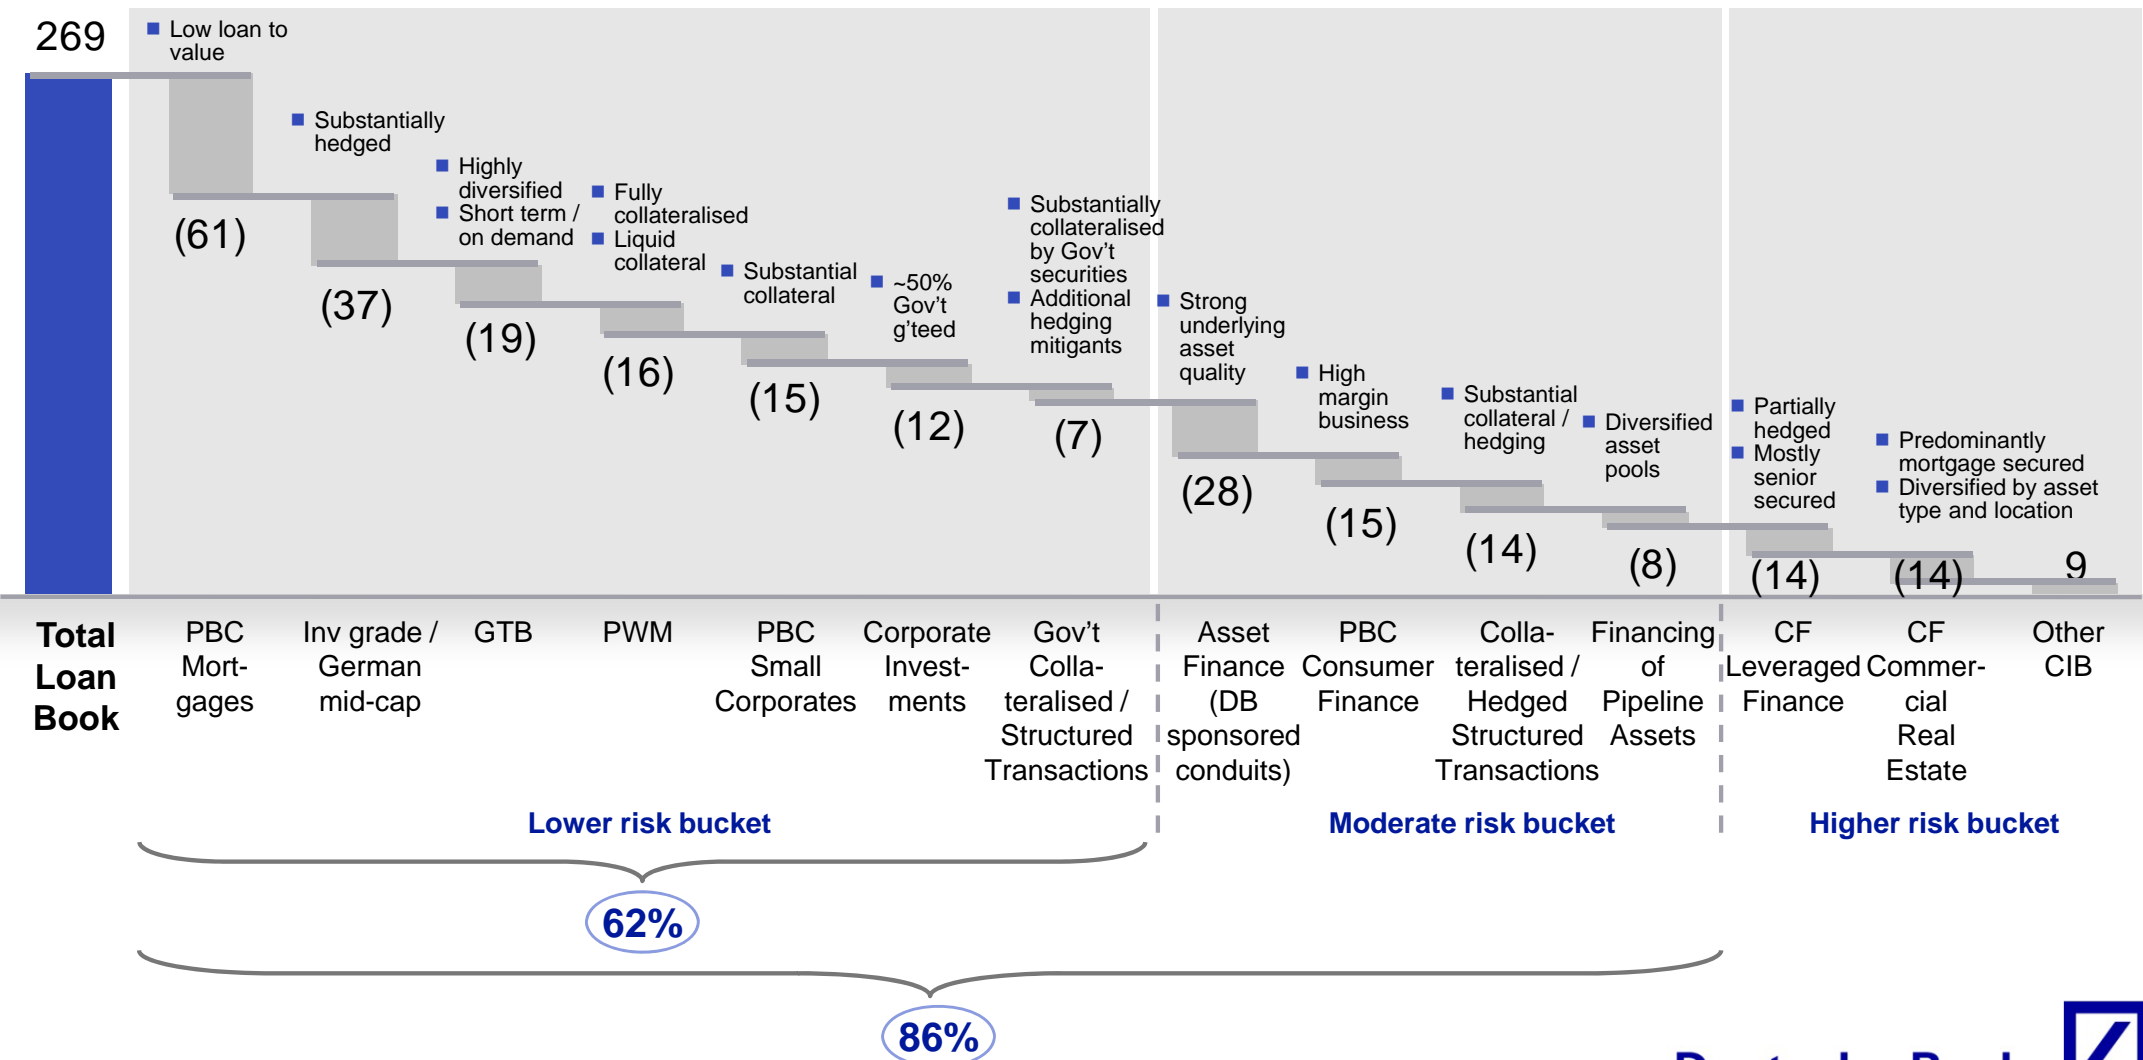 269
Low loan to
value
Substantially
hedged
Highly
diversified
Short term /
on demand
Fully
collateralised
Liquid
collateral
Substantial
collateral
~50%
Gov't
g'teed
Substantially
collateralised
by Gov't
securities
Additional
hedging
mitigants
Strong
underlying
asset
quality
High
margin
business
Substantial
collateral /
hedging
Diversified
asset
pools
Partially
hedged
Mostly
senior
secured
Predominantly
mortgage secured
Diversified by asset
type and location
(61)
(37)
(19)
(16)
(15)
(12)
(7)
(28)
(15)
(14)
(8)
(14)
(14)
9
Total
Loan
Book
PBC
Mort-
gages
Inv grade /
German
mid-cap
GTB
PWM
PBC
Small
Corporates
Corporate
Invest-
ments
Gov't
Colla-
teralised /
Structured
Transactions
Asset
Finance
(DB
sponsored
conduits)
PBC
Consumer
Finance
Colla-
teralised /
Hedged
Structured
Transactions
Financing
of
Pipeline
Assets
CF
Leveraged
Finance
CF
Commer-
cial
Real
Estate
Other
CIB
Lower risk bucket
Moderate risk bucket
Higher risk bucket
62%
86%